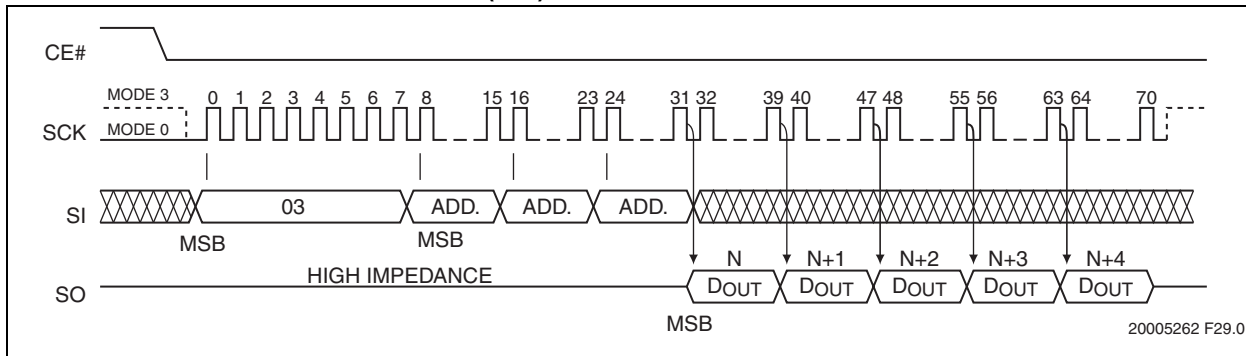 CE#
MODE 3 0 1 2 3 4 5 6 7 8 15 16 23 24 31 32 39 40 47 48 55 56 63 64 70
SCK MODE 0
SI 03 ADD. ADD. ADD.
MSB MSB
HIGH IMPEDANCE N N+1 N+2 N+3 N+4
SO DOUT DOUT DOUT DOUT DOUT
MSB
20005262 F29.0